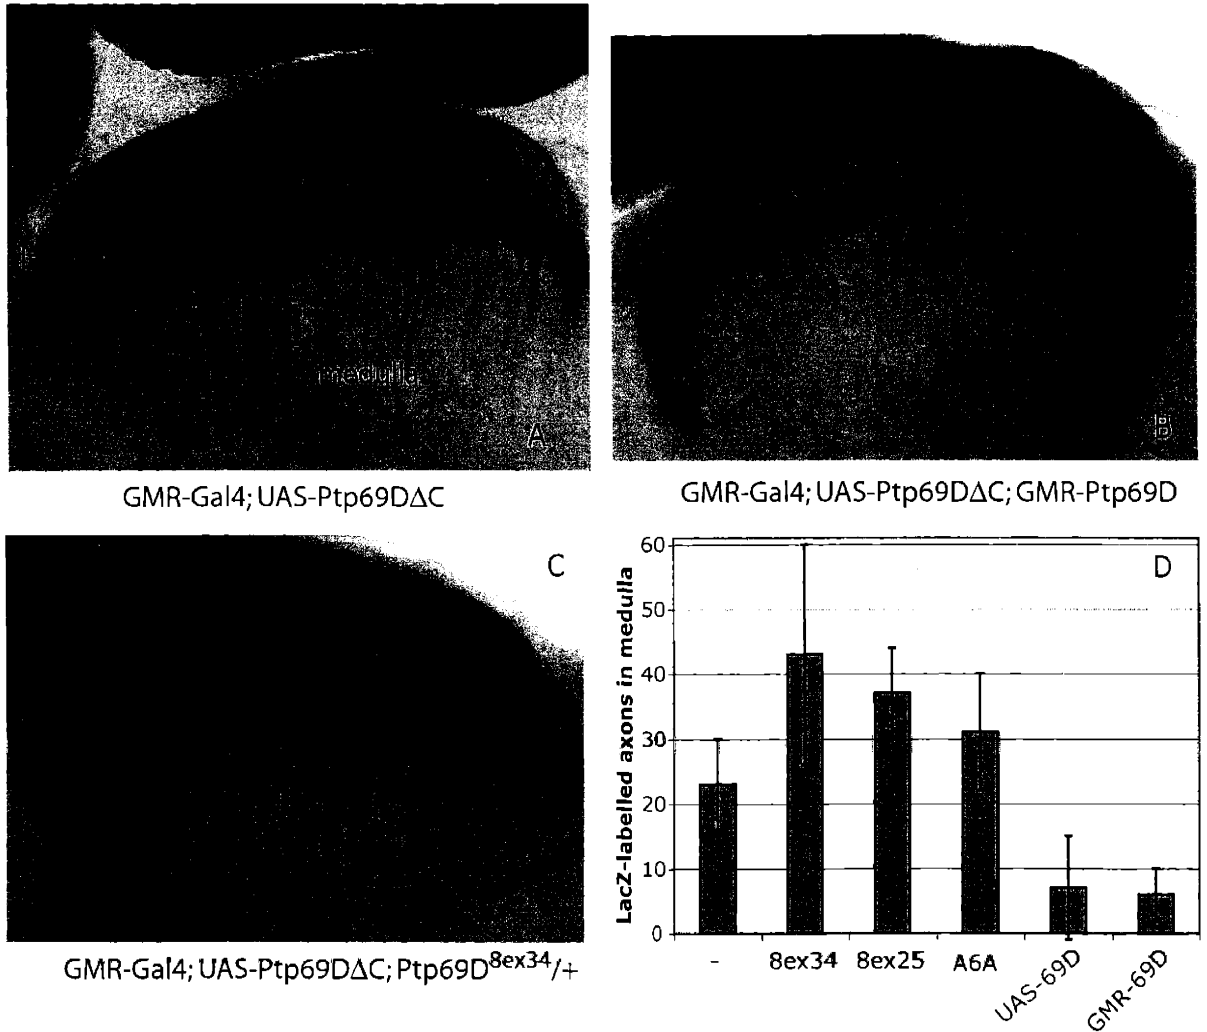 medulla
A
B
GMR-Gal4; UAS-Ptp69DΔC
GMR-Gal4; UAS-Ptp69DΔC; GMR-Ptp69D
C
GMR-Gal4; UAS-Ptp69DΔC; Ptp69D8ex34/+
D
LacZ-labelled axons in medulla
60
50
40
30
20
10
0
-
8ex34
8ex25
A6A
UAS-69D
GMR-69D